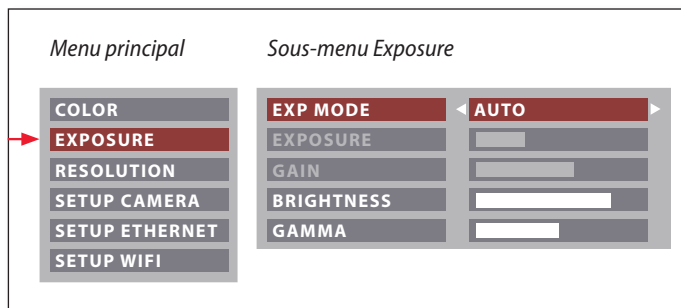 Menu principal
Sous-menu Exposure
COLOR
EXPOSURE
RESOLUTION
SETUP CAMERA
SETUP ETHERNET
SETUP WIFI
EXP MODE AUTO
EXPOSURE
GAIN
BRIGHTNESS
GAMMA